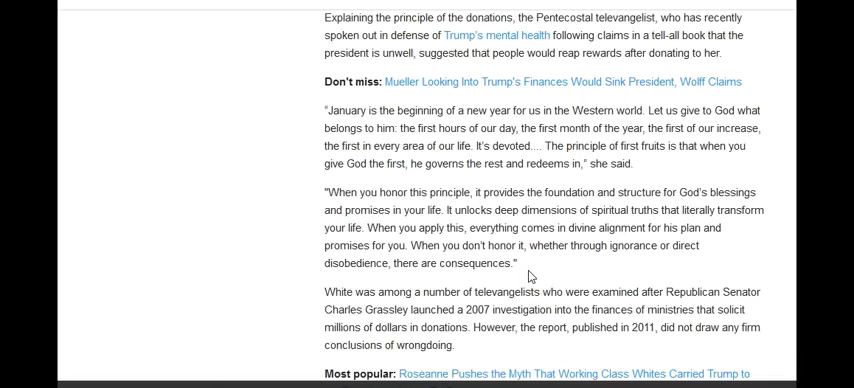 Explaining the principle of the donations, the Pentecostal televangelist, who has recently
spoken out in defense of Trump's mental health following claims in a tell-all book that the
president is unwell, suggested that people would reap rewards after donating to her.
Don't miss: Mueller Looking Into Trump's Finances Would Sink President, Wolff Claims
“January is the beginning of a new year for us in the Western world. Let us give to God what
belongs to him: the first hours of our day, the first month of the year, the first of our increase,
the first in every area of our life. It’s devoted.... The principle of first fruits is that when you
give God the first, he governs the rest and redeems in,” she said.
"When you honor this principle, it provides the foundation and structure for God’s blessings
and promises in your life. It unlocks deep dimensions of spiritual truths that literally transform
your life. When you apply this, everything comes in divine alignment for his plan and
promises for you. When you don’t honor it, whether through ignorance or direct
disobedience, there are consequences."
White was among a number of televangelists who were examined after Republican Senator
Charles Grassley launched a 2007 investigation into the finances of ministries that solicit
millions of dollars in donations. However, the report, published in 2011, did not draw any firm
conclusions of wrongdoing.
Most popular: Roseanne Pushes the Myth That Working Class Whites Carried Trump to